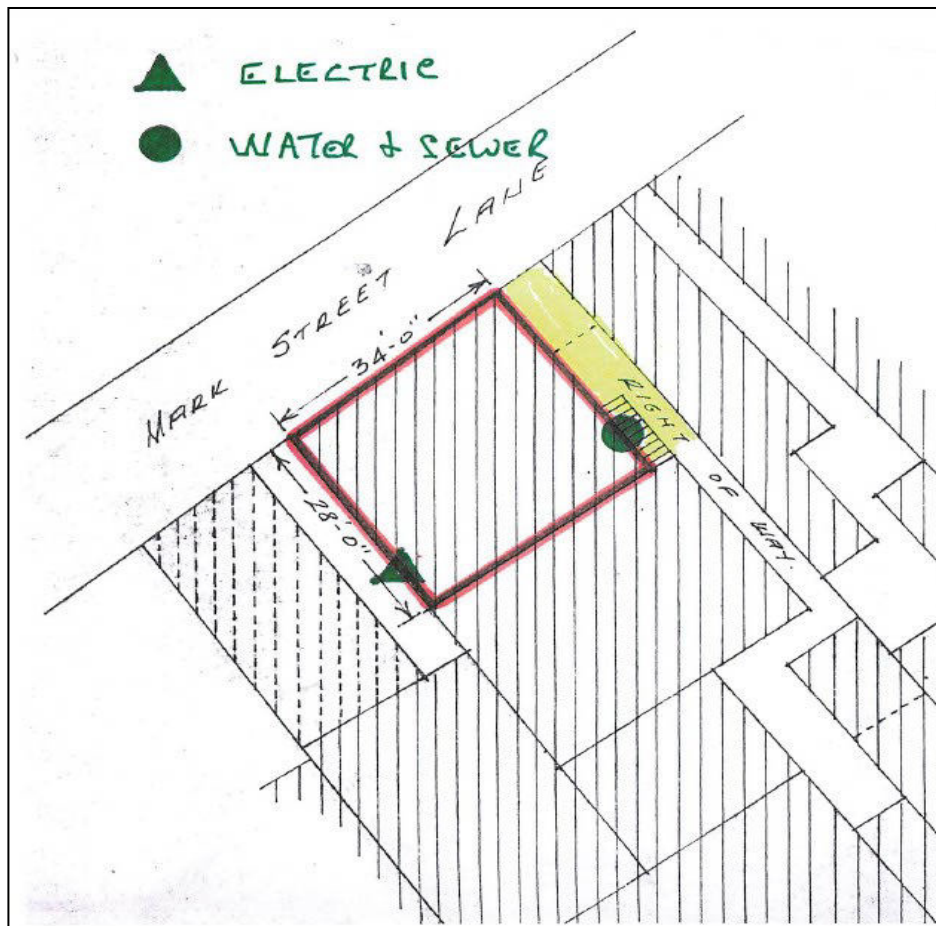 ELECTRIC
WATER & SEWER
MARK STREET LANE
34'-0"
28'-0"
RIGHT OF WAY.